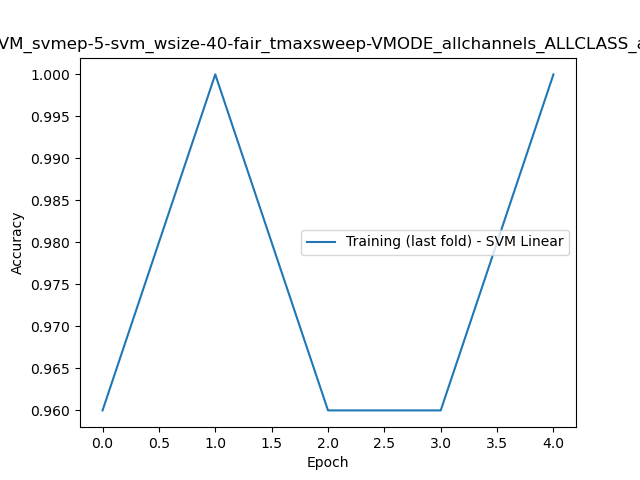 VM_svmep-5-svm_wsize-40-fair_tmaxsweep-VMODE_allchannels_ALLCLASS_a
1.000
0.995
0.990
0.985
0.980
0.975
0.970
0.965
0.960
Accuracy
Training (last fold) - SVM Linear
0.0 0.5 1.0 1.5 2.0 2.5 3.0 3.5 4.0
Epoch